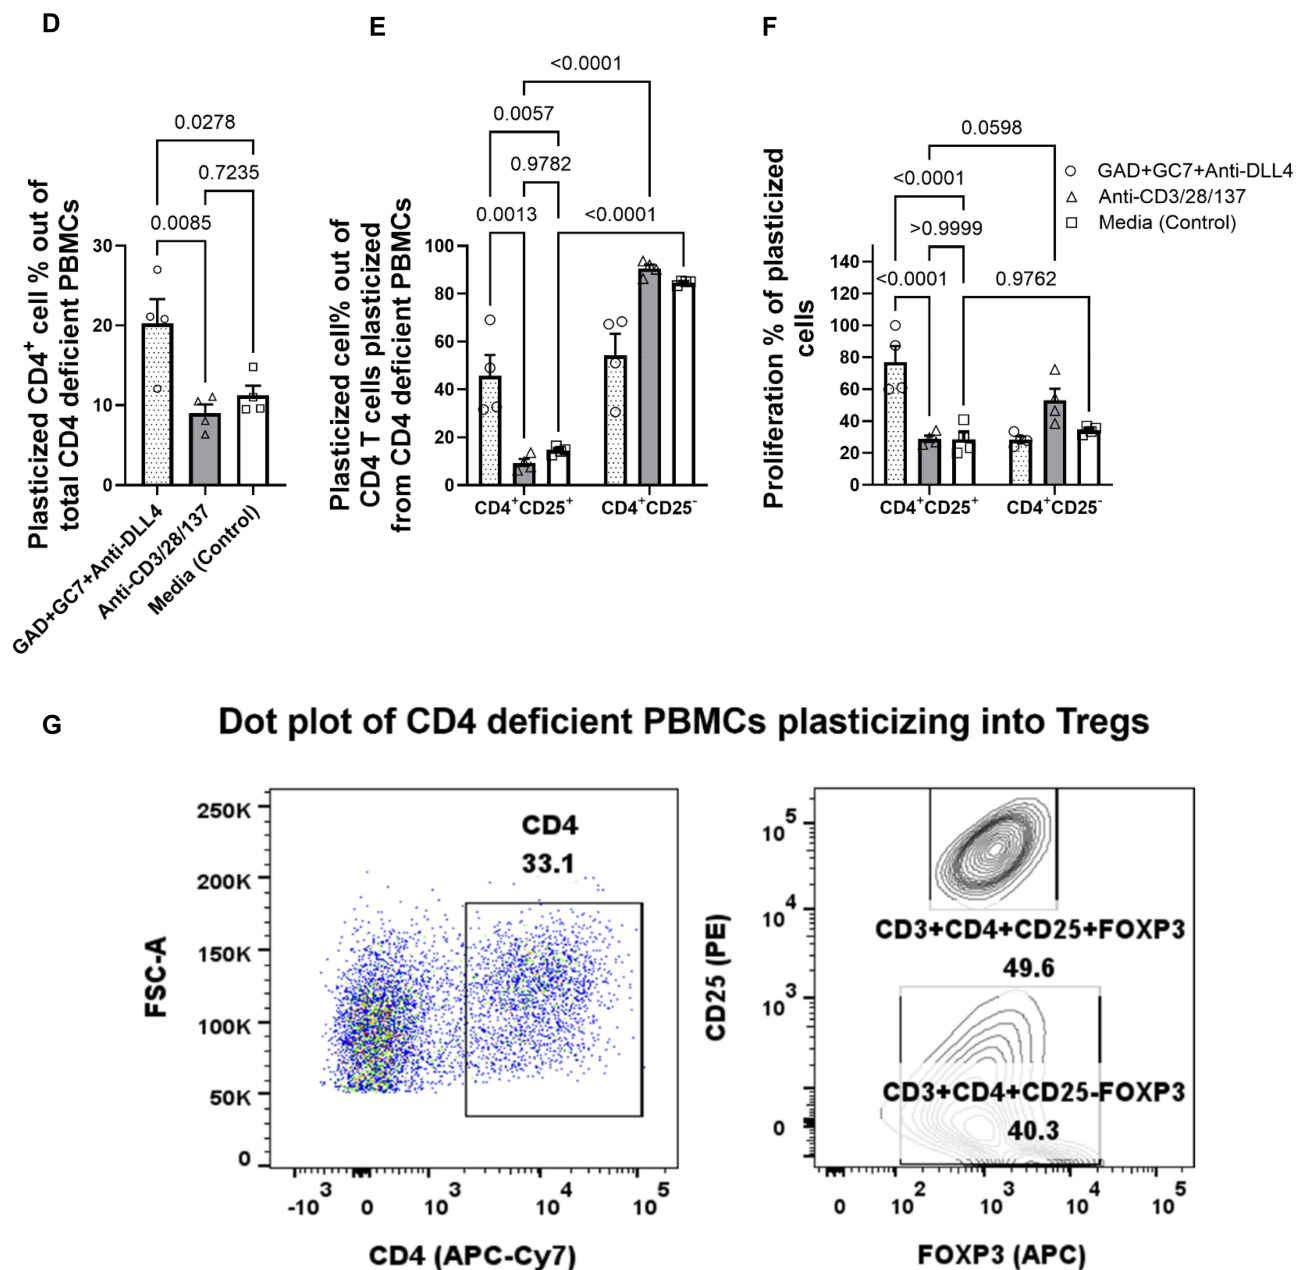 D
E
F
Plasticized CD4⁺ cell % out of
total CD4 deficient PBMCs
30
20
10
0
0.0278
0.7235
0.0085
GAD+GC7+Anti-DLL4
Anti-CD3/28/137
Media (Control)
Plasticized cell% out of
CD4 T cells plasticized
from CD4 deficient PBMCs
100
80
60
40
20
0
<0.0001
0.0057
0.9782
0.0013
<0.0001
CD4⁺CD25⁺
CD4⁺CD25⁻
Proliferation % of plasticized
cells
140
120
100
80
60
40
20
0
0.0598
<0.0001
>0.9999
<0.0001
0.9762
CD4⁺CD25⁺
CD4⁺CD25⁻
GAD+GC7+Anti-DLL4
Anti-CD3/28/137
Media (Control)
G
Dot plot of CD4 deficient PBMCs plasticizing into Tregs
FSC-A
250K
200K
150K
100K
50K
0
CD4
33.1
-10³ 0 10³ 10⁴ 10⁵
CD4 (APC-Cy7)
CD25 (PE)
10⁵
10⁴
10³
0
CD3+CD4+CD25+FOXP3
49.6
CD3+CD4+CD25-FOXP3
40.3
0 10² 10³ 10⁴ 10⁵
FOXP3 (APC)